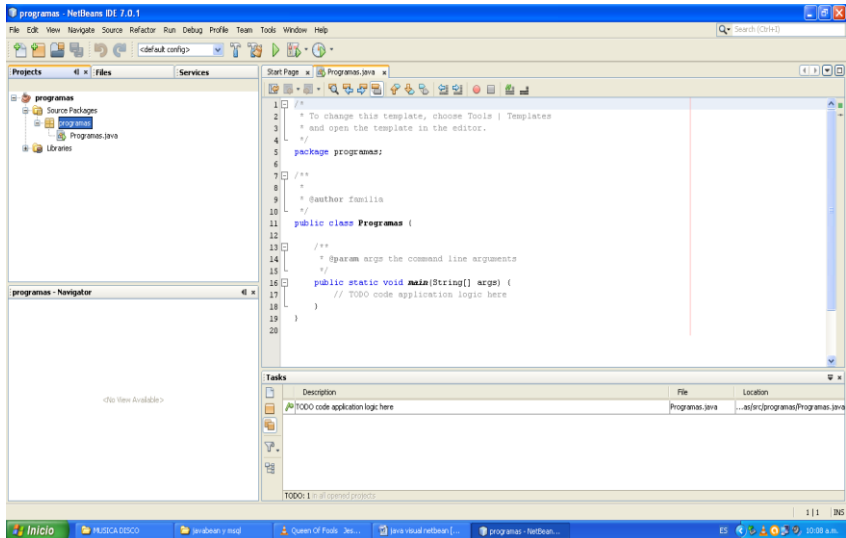 programas - NetBeans IDE 7.0.1
File Edit View Navigate Source Refactor Run Debug Profile Team Tools Window Help
Search (Ctrl+I)
<default config>
Projects Files Services
programas
Source Packages
programas
Programas.java
Libraries
programas - Navigator
<No View Available>
Start Page Programas.java
1 /*
2 * To change this template, choose Tools | Templates
3 * and open the template in the editor.
4 */
5 package programas;
6
7 /**
8 *
9 * @author familia
10 */
11 public class Programas {
12
13 /**
14 * @param args the command line arguments
15 */
16 public static void main(String[] args) {
17 // TODO code application logic here
18 }
19 }
20
Tasks
Description File Location
TODO code application logic here Programas.java ...as/src/programas/Programas.java
TODO: 1 in all opened projects
1|1 INS
Inicio MUSICA DISCO javabean y msql Queen Of Fools Jes... java visual netbean [... programas - NetBean... ES 10:08 a.m.